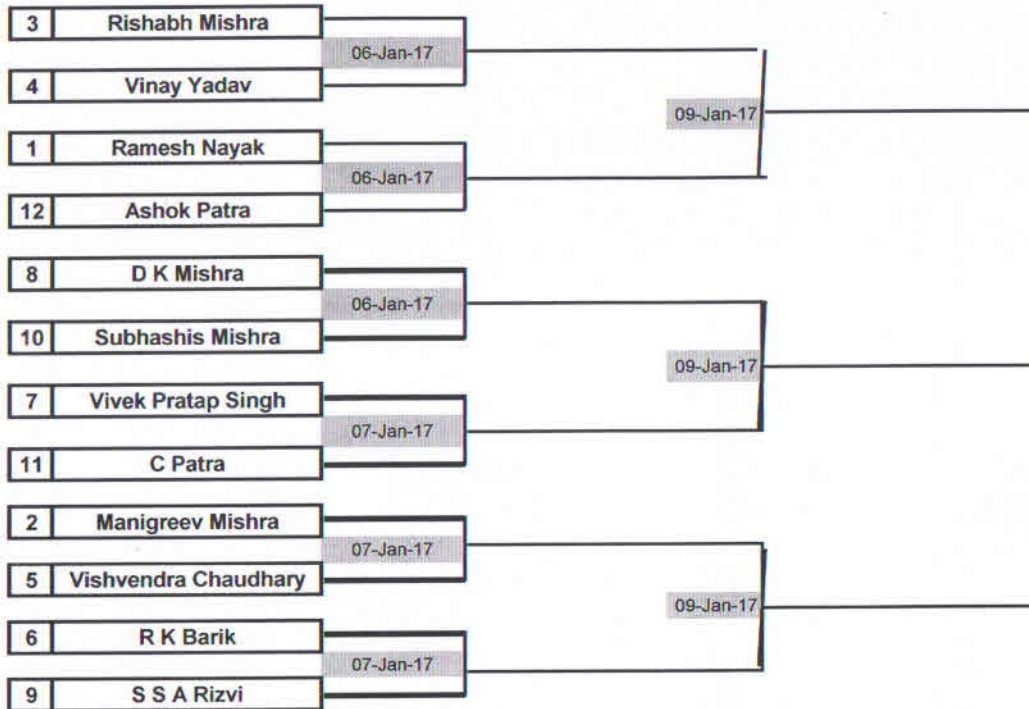 3 Rishabh Mishra
06-Jan-17
4 Vinay Yadav
09-Jan-17
1 Ramesh Nayak
06-Jan-17
12 Ashok Patra
8 D K Mishra
06-Jan-17
10 Subhashis Mishra
09-Jan-17
7 Vivek Pratap Singh
07-Jan-17
11 C Patra
2 Manigreev Mishra
07-Jan-17
5 Vishvendra Chaudhary
09-Jan-17
6 R K Barik
07-Jan-17
9 S S A Rizvi